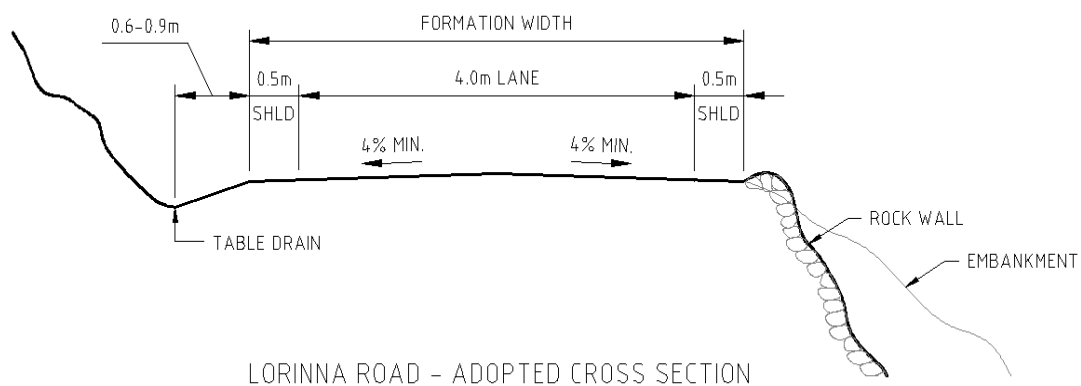 0.6-0.9m
FORMATION WIDTH
0.5m
4.0m LANE
0.5m
SHLD
SHLD
4% MIN.
4% MIN.
TABLE DRAIN
ROCK WALL
EMBANKMENT
LORINNA ROAD - ADOPTED CROSS SECTION